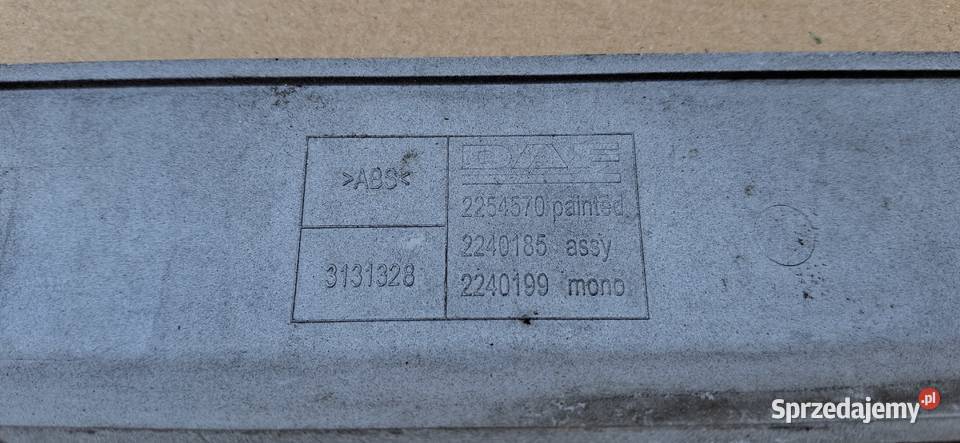 >ABS<
3131328
DAF
2254570 painted
2240185 assy
2240199 mono
Sprzedajemy.pl